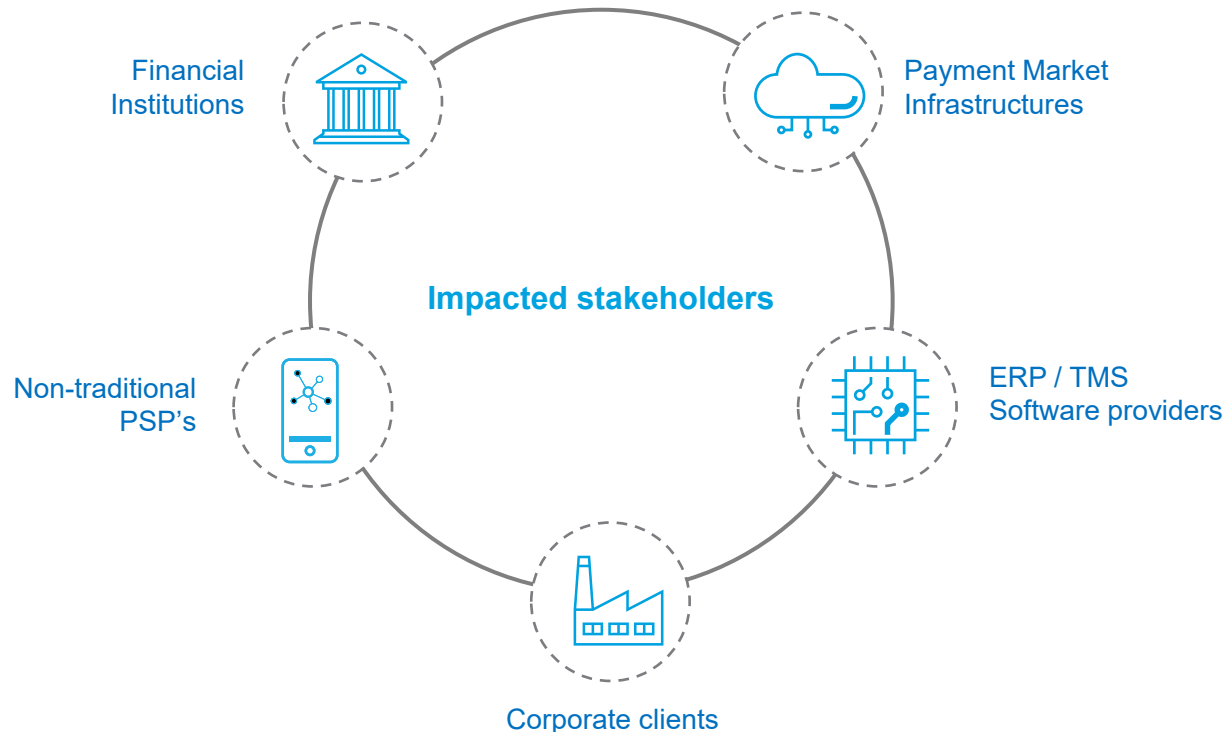 Financial
Institutions
Payment Market
Infrastructures
Impacted stakeholders
Non-traditional
PSP's
ERP / TMS
Software providers
Corporate clients